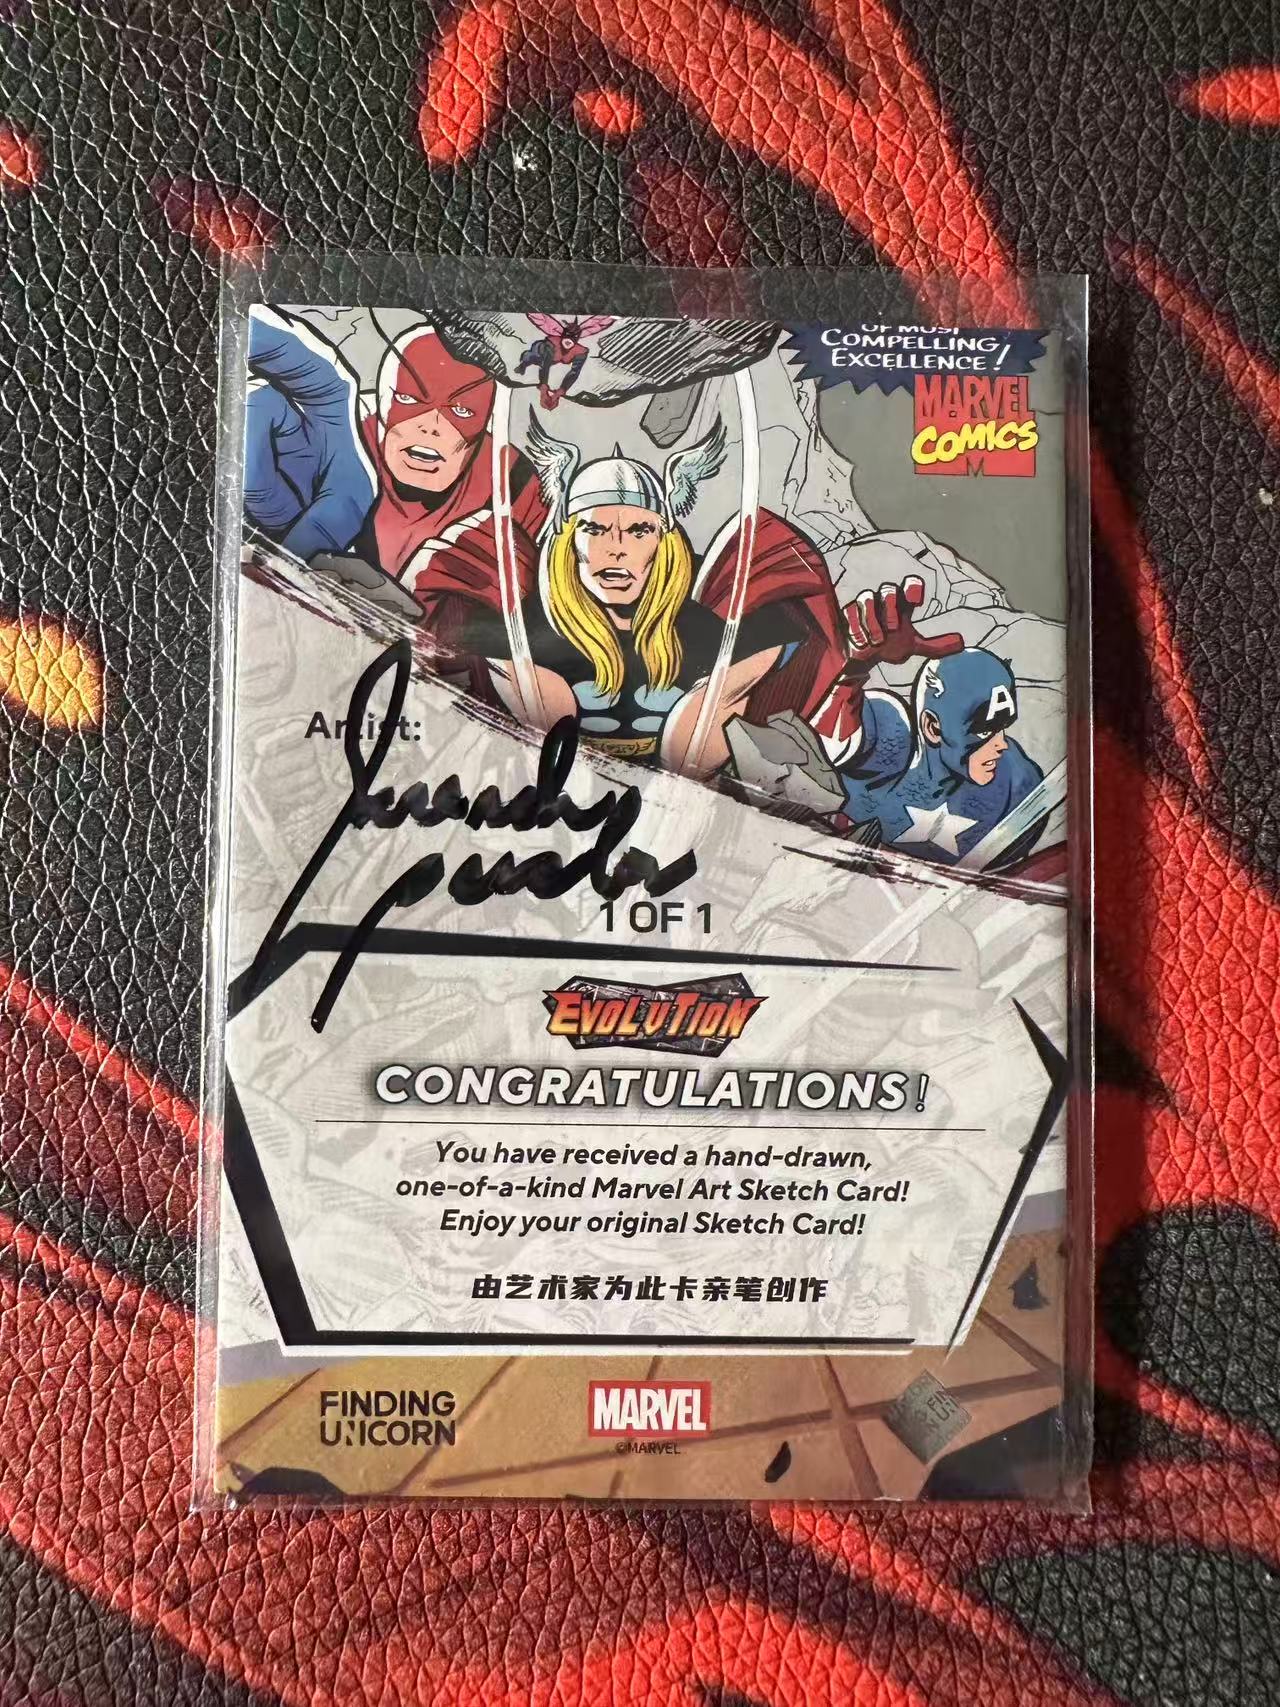 OF MOST
COMPELLING
EXCELLENCE!
MARVEL
COMICS
M
A
Artist:
1 OF 1
EVOLUTION
CONGRATULATIONS!
You have received a hand-drawn,
one-of-a-kind Marvel Art Sketch Card!
Enjoy your original Sketch Card!
由艺术家为此卡亲笔创作
FINDING
UNICORN
MARVEL
©MARVEL